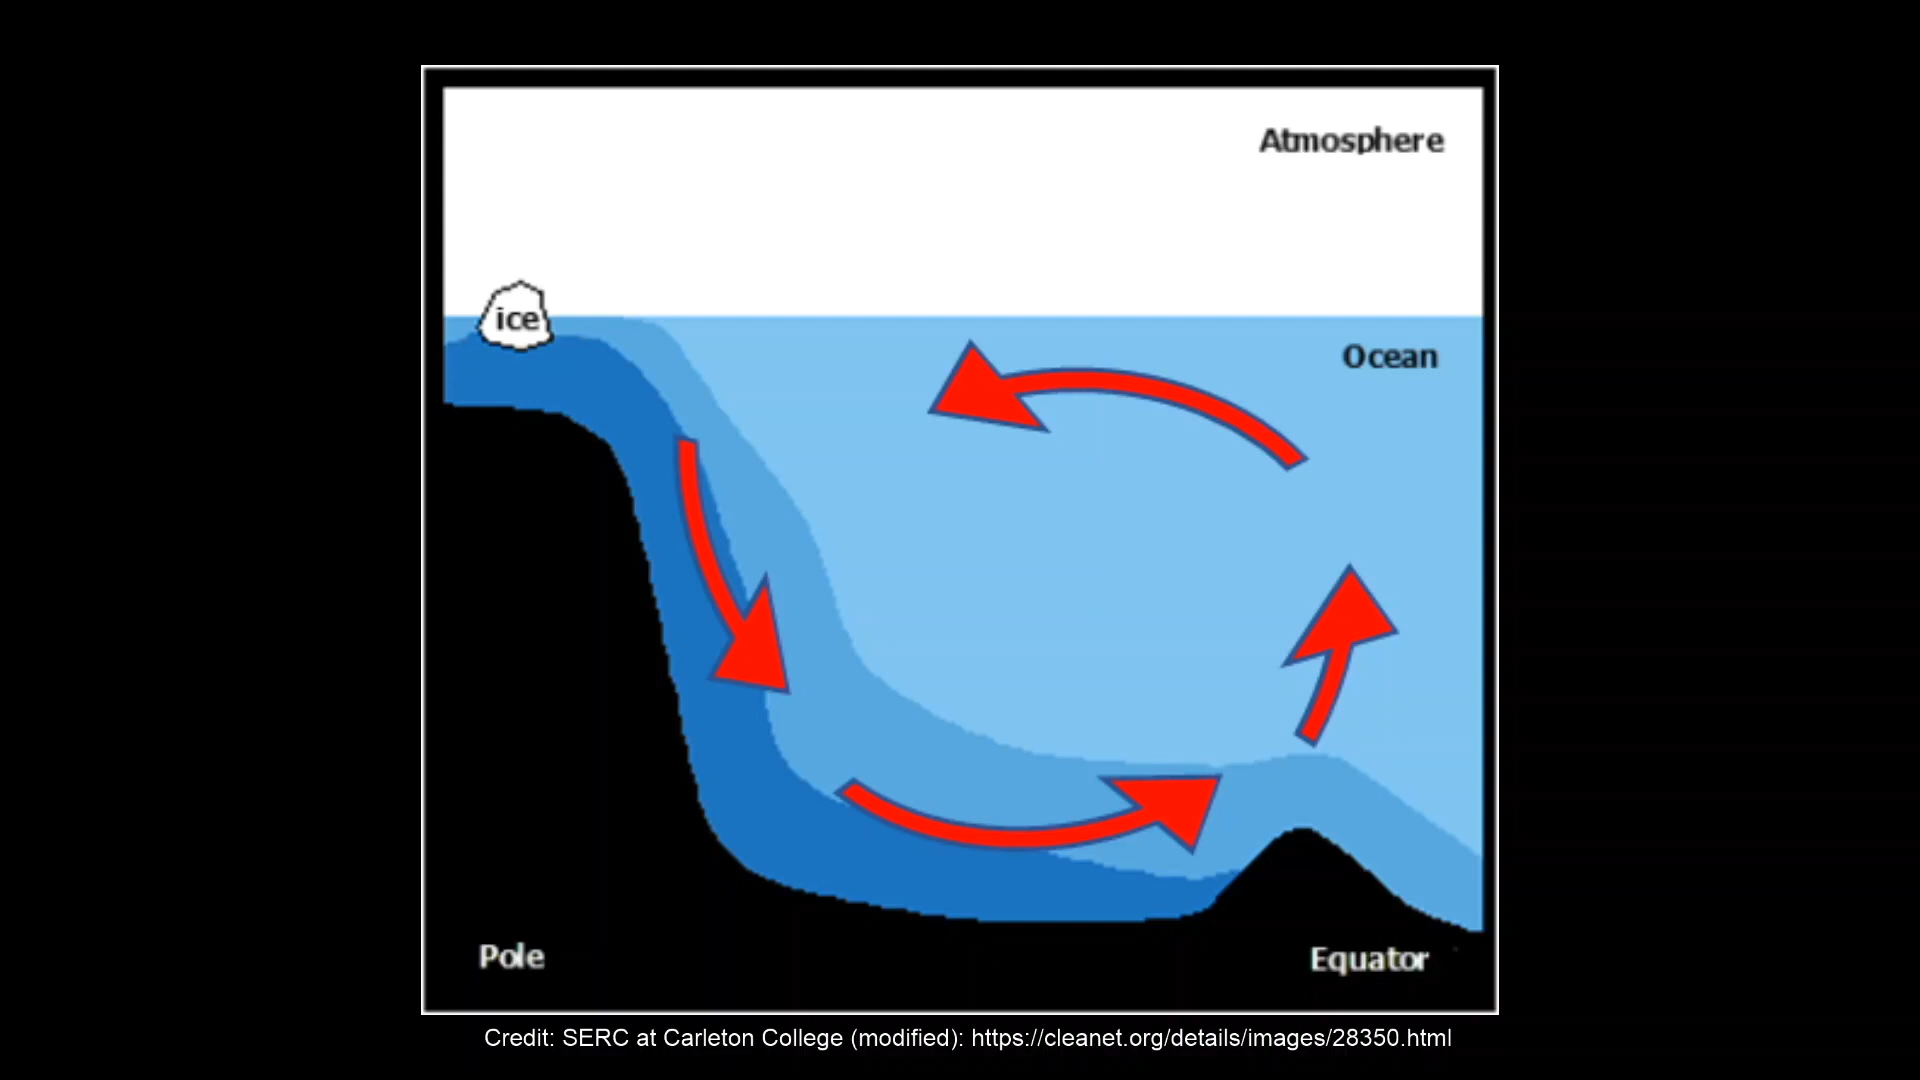 Atmosphere
ice
Ocean
Pole
Equator
Credit: SERC at Carleton College (modified): https://cleanet.org/details/images/28350.html